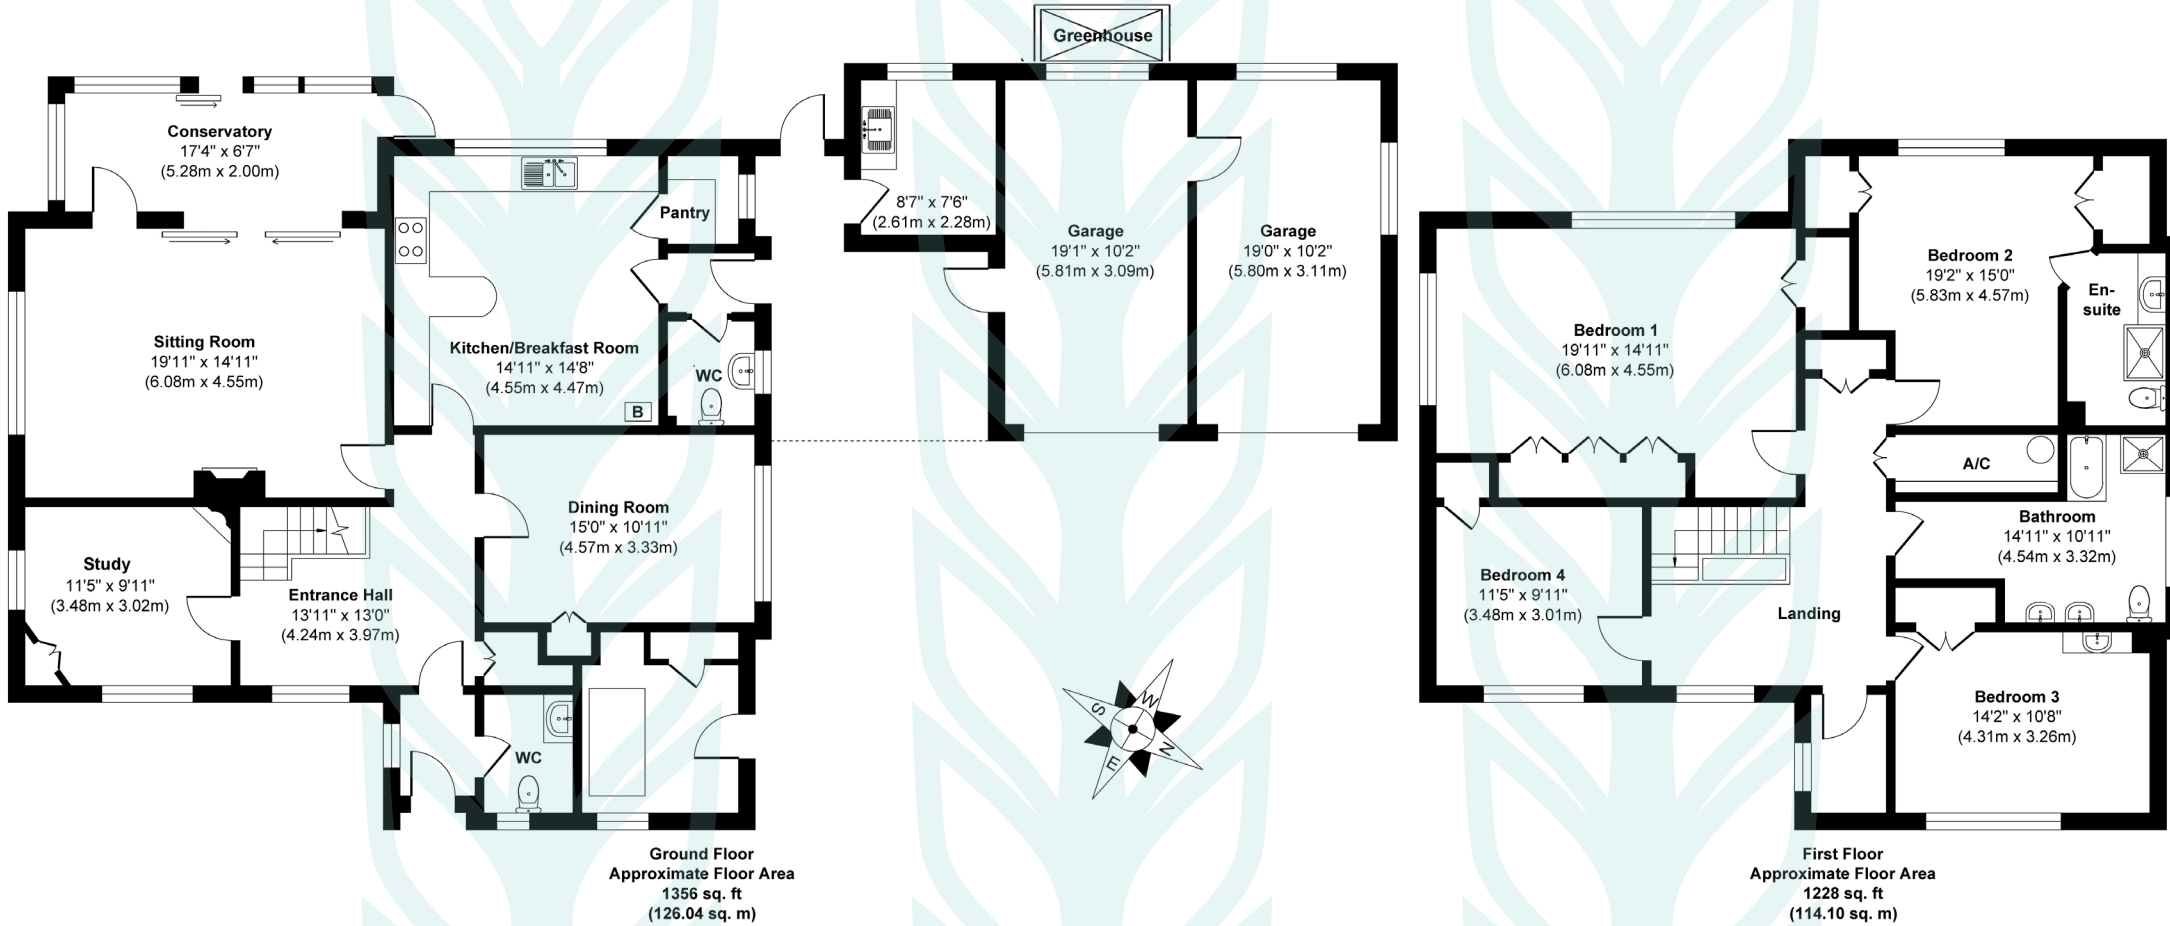 Greenhouse
Conservatory
17'4" x 6'7"
(5.28m x 2.00m)
Pantry
8'7" x 7'6"
(2.61m x 2.28m)
Garage
19'1" x 10'2"
(5.81m x 3.09m)
Garage
19'0" x 10'2"
(5.80m x 3.11m)
Sitting Room
19'11" x 14'11"
(6.08m x 4.55m)
Kitchen/Breakfast Room
14'11" x 14'8"
(4.55m x 4.47m)
B
WC
Dining Room
15'0" x 10'11"
(4.57m x 3.33m)
Study
11'5" x 9'11"
(3.48m x 3.02m)
Entrance Hall
13'11" x 13'0"
(4.24m x 3.97m)
WC
S
W
N
E
Ground Floor
Approximate Floor Area
1356 sq. ft
(126.04 sq. m)
Bedroom 2
19'2" x 15'0"
(5.83m x 4.57m)
En-
suite
Bedroom 1
19'11" x 14'11"
(6.08m x 4.55m)
A/C
Bathroom
14'11" x 10'11"
(4.54m x 3.32m)
Bedroom 4
11'5" x 9'11"
(3.48m x 3.01m)
Landing
Bedroom 3
14'2" x 10'8"
(4.31m x 3.26m)
First Floor
Approximate Floor Area
1228 sq. ft
(114.10 sq. m)